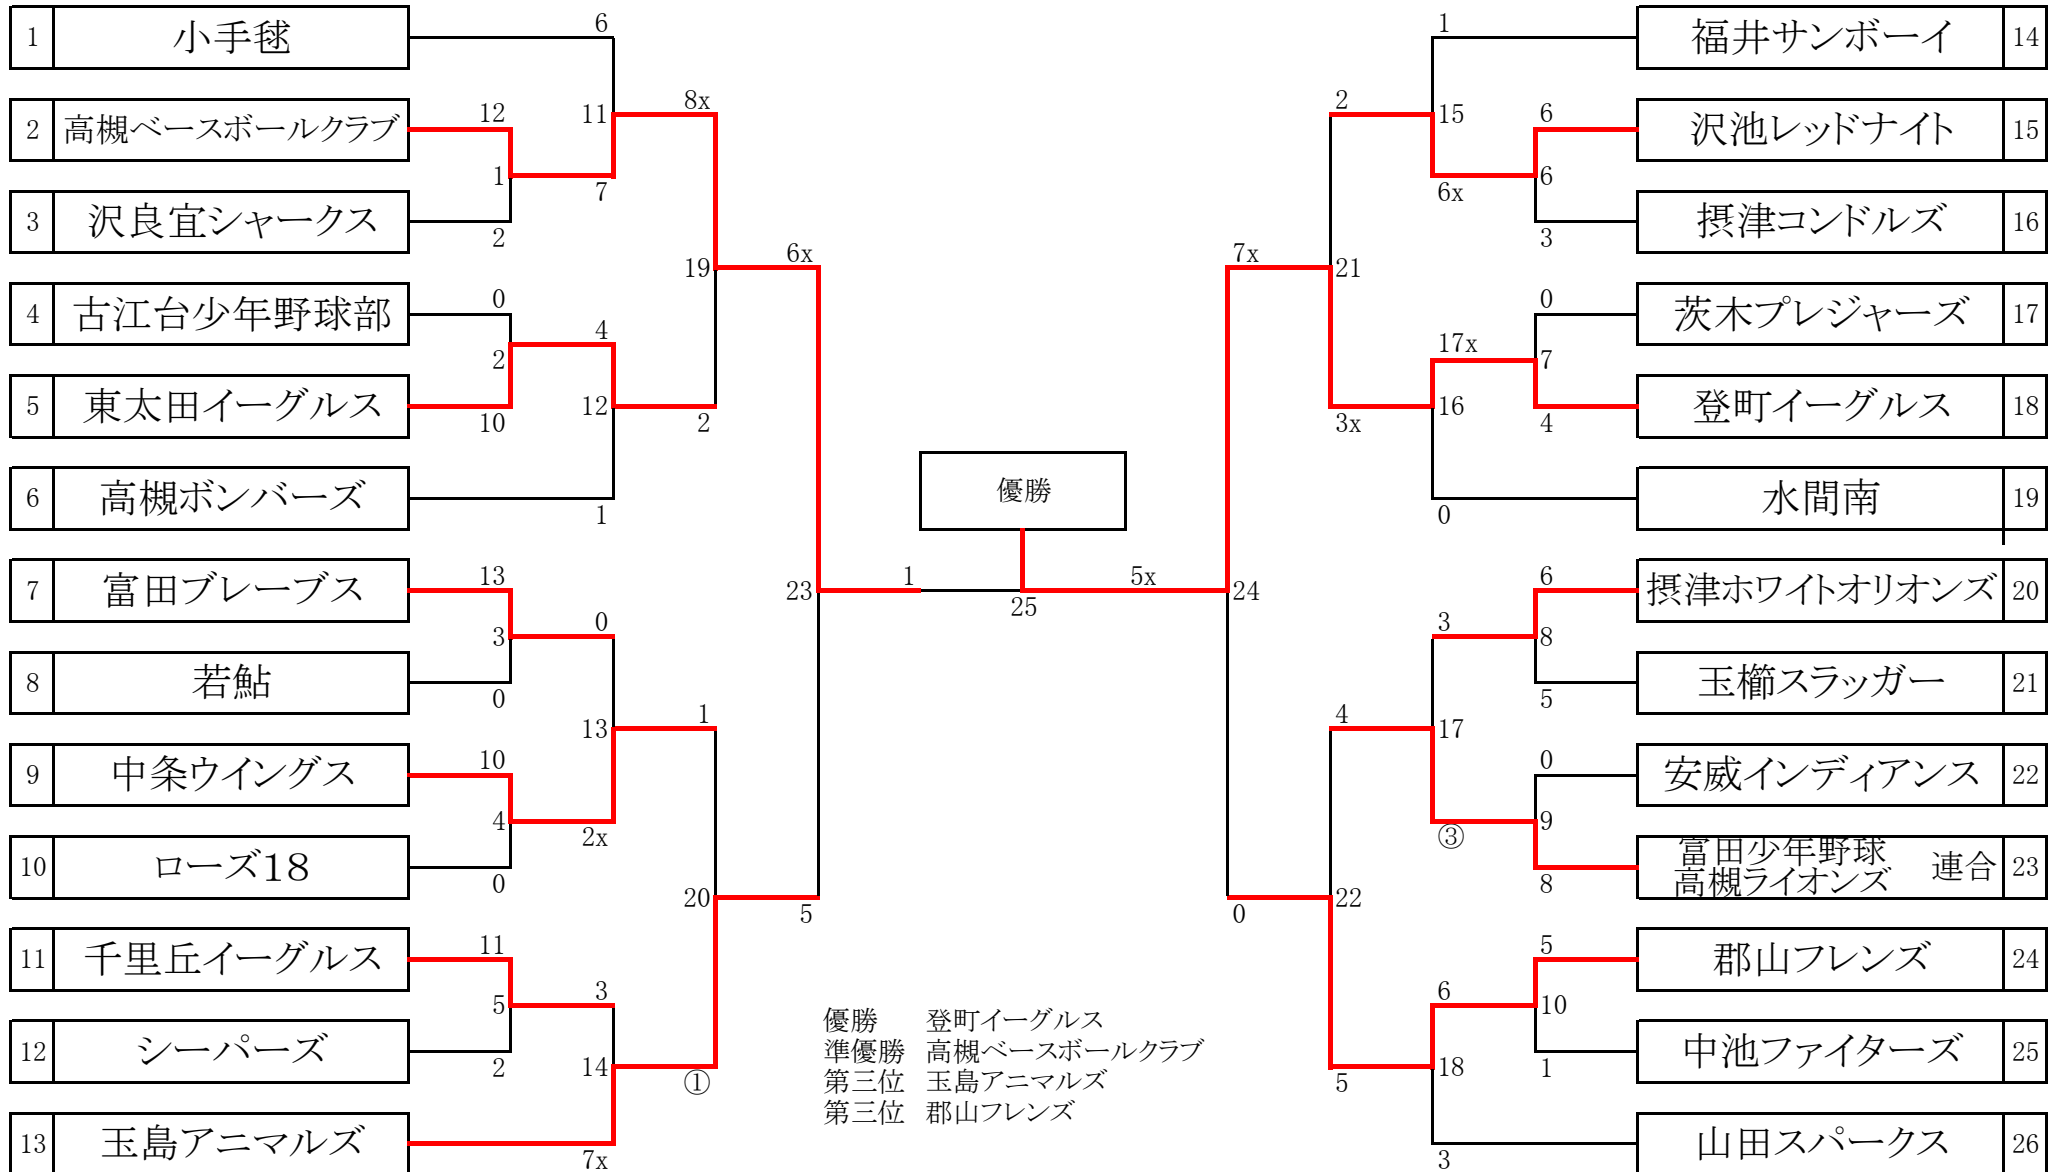 1 小手毬
6
2 高槻ベースボールクラブ
12
11
8x
1
7
3 沢良宜シャークス
2
19
6x
4 古江台少年野球部
0
4
2
5 東太田イーグルス
10
12
2
6 高槻ボンバーズ
1
7 富田ブレーブス
13
0
3
8 若鮎
0
13
1
9 中条ウイングス
10
4
2x
10 ローズ18
0
20
5
11 千里丘イーグルス
11
3
5
12 シーパーズ
2
14
①
13 玉島アニマルズ
7x
23
1
優勝
25
5x
24
1
福井サンボーイ 14
2
15
6
沢池レッドナイト 15
6x
6
摂津コンドルズ 16
3
7x
21
0
茨木プレジャーズ 17
17x
7
登町イーグルス 18
3x
16
4
水間南 19
0
6
摂津ホワイトオリオンズ 20
3
8
玉櫛スラッガー 21
5
4
17
0
安威インディアンス 22
③
9
富田少年野球
高槻ライオンズ 連合 23
8
0
22
5
郡山フレンズ 24
6
10
中池ファイターズ 25
1
5
18
山田スパークス 26
3
優勝 登町イーグルス
準優勝 高槻ベースボールクラブ
第三位 玉島アニマルズ
第三位 郡山フレンズ